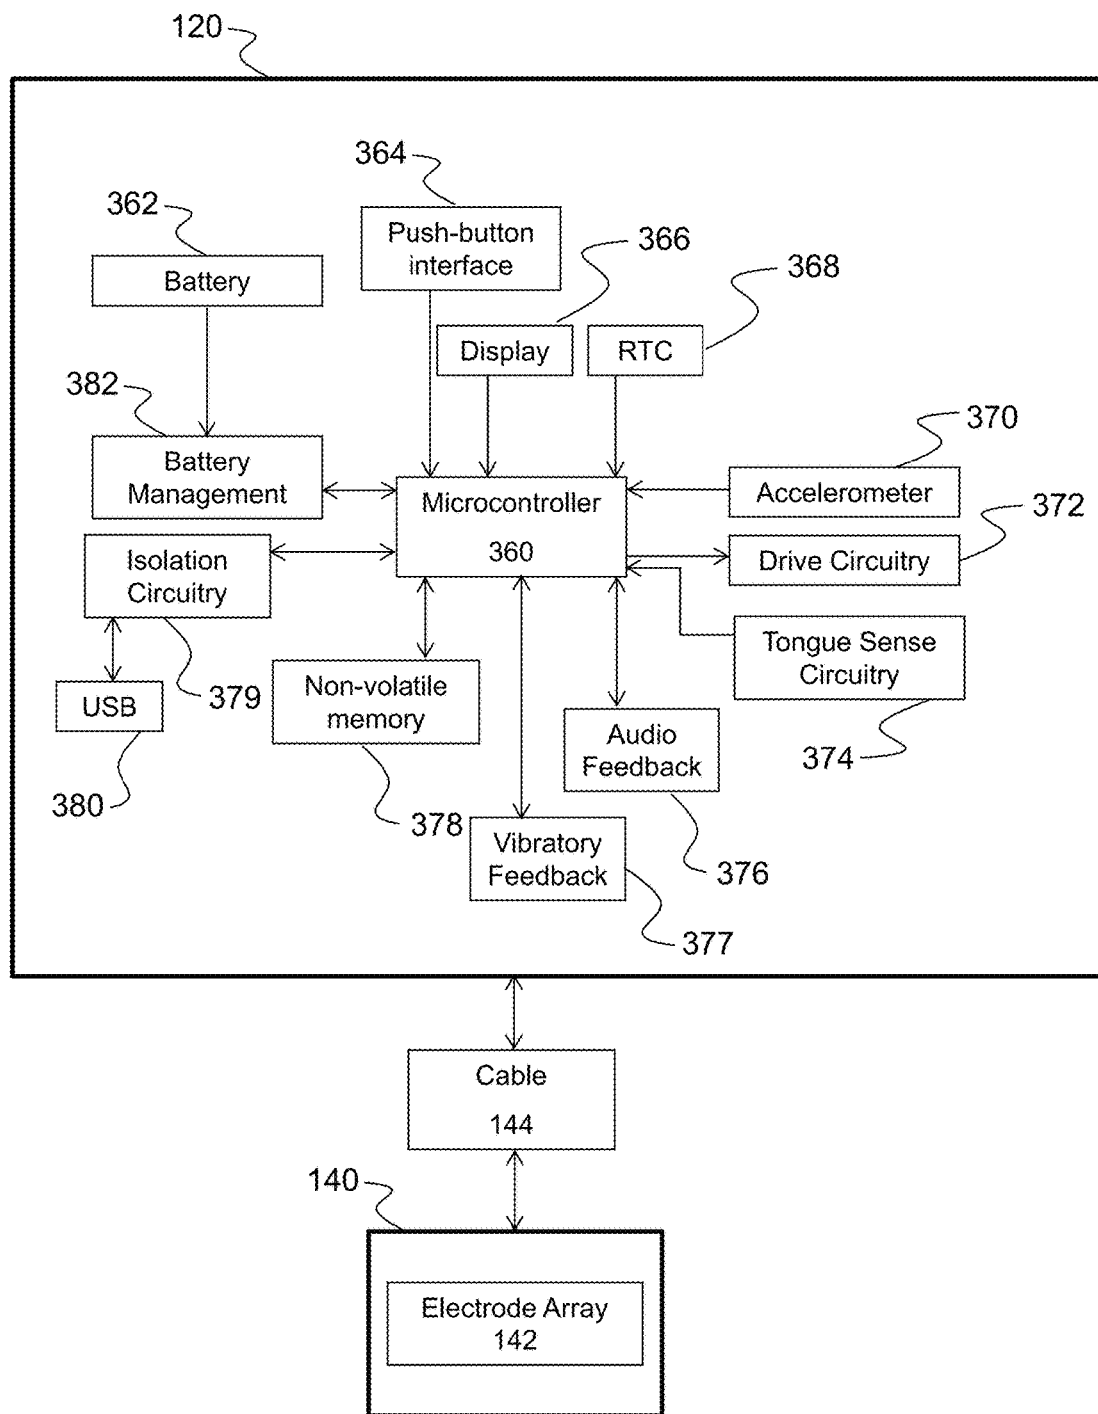 120
364
Push-button
interface
362
Battery
366
Display
368
RTC
382
Battery
Management
370
Accelerometer
Microcontroller
360
372
Drive Circuitry
Isolation
Circuitry
Tongue Sense
Circuitry
374
379
USB
380
Non-volatile
memory
378
Audio
Feedback
376
Vibratory
Feedback
377
Cable
144
140
Electrode Array
142